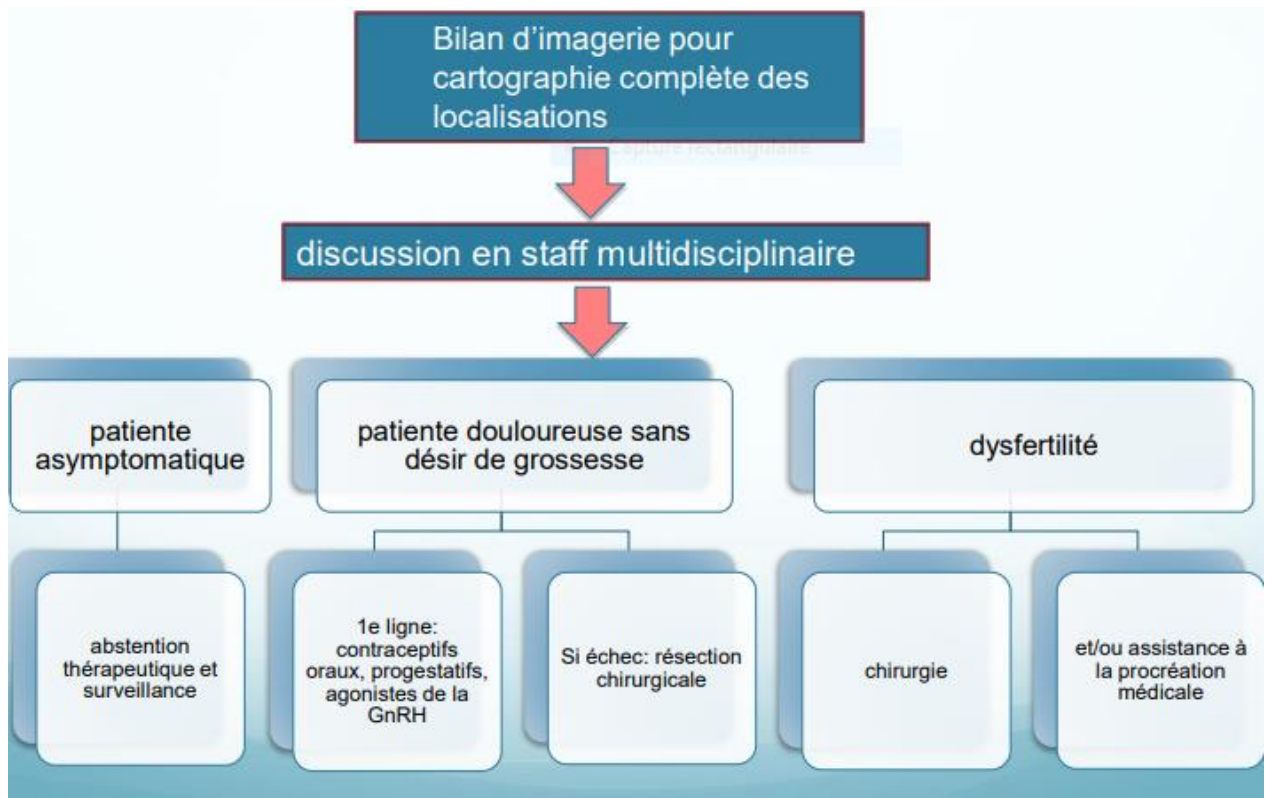 Bilan d'imagerie pour
cartographie complète des
localisations
Capture rectangulaire
discussion en staff multidisciplinaire
patiente
asymptomatique
patiente douloureuse sans
désir de grossesse
dysfertilité
abstention
thérapeutique et
surveillance
1e ligne:
contraceptifs
oraux, progestatifs,
agonistes de la
GnRH
Si échec: résection
chirurgicale
chirurgie
et/ou assistance à
la procréation
médicale